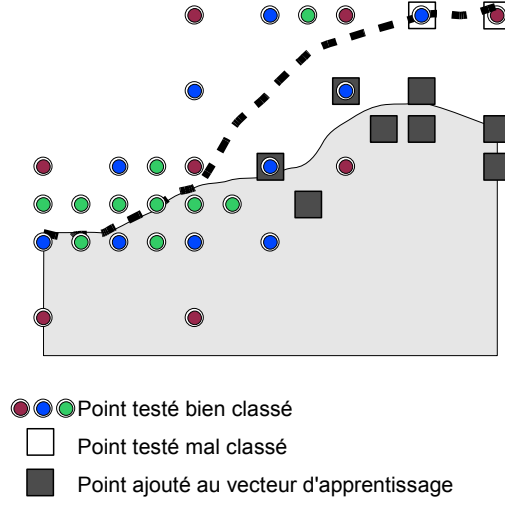 Point testé bien classé
Point testé mal classé
Point ajouté au vecteur d'apprentissage